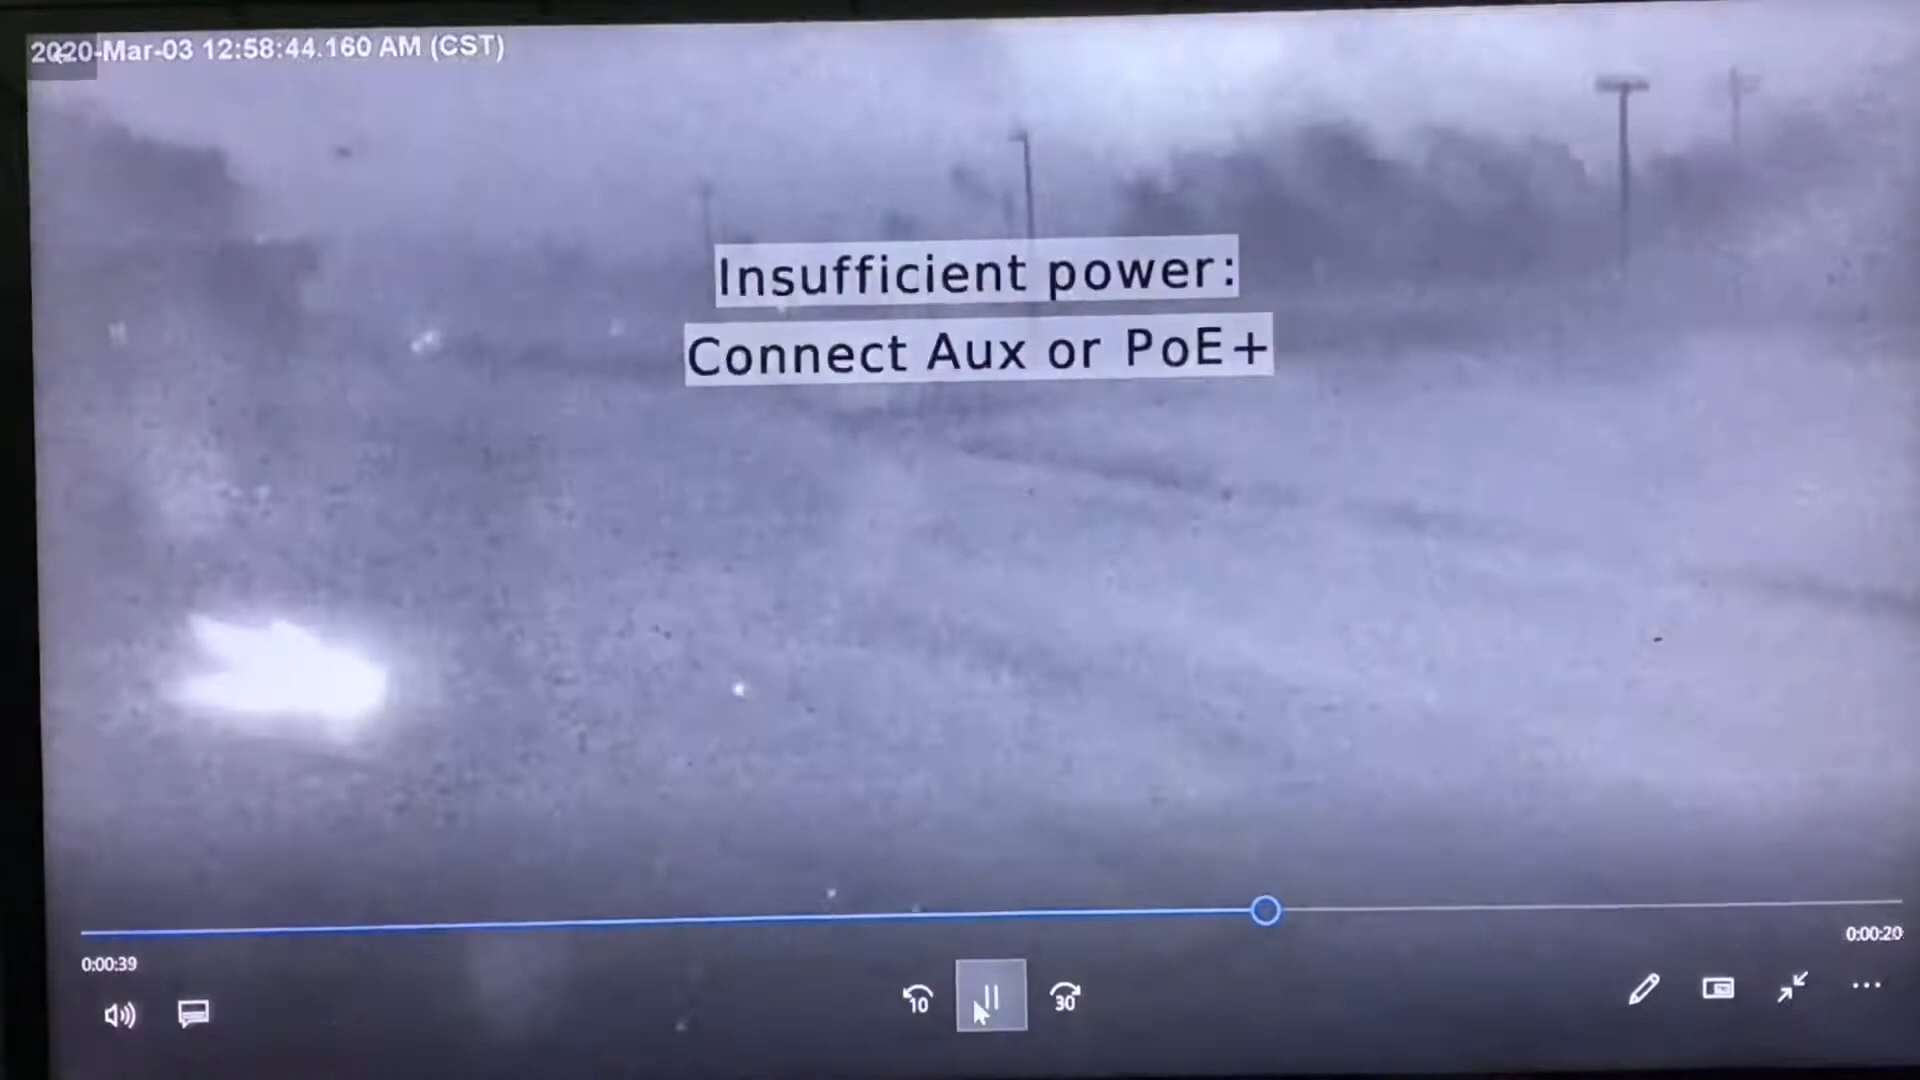 2020-Mar-03 12:58:44.160 AM (CST)
Insufficient power:
Connect Aux or PoE+
0:00:39
0:00:20
10
30